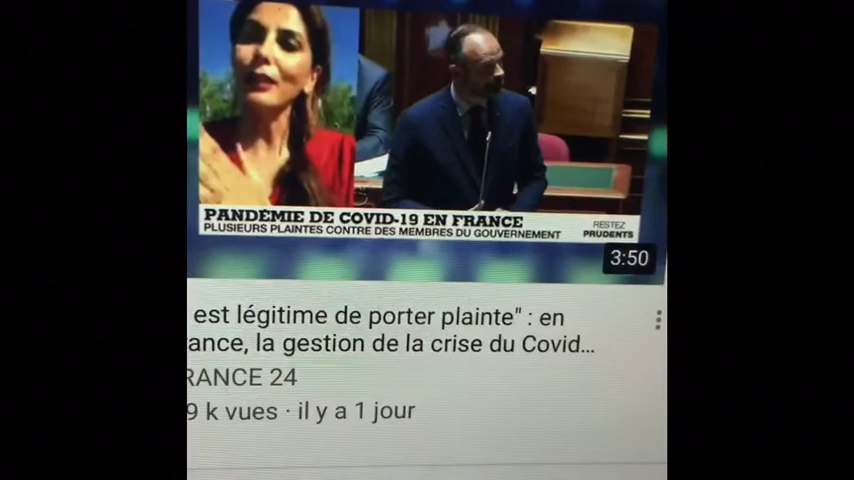 PANDÉMIE DE COVID-19 EN FRANCE
PLUSIEURS PLAINTES CONTRE DES MEMBRES DU GOUVERNEMENT
RESTEZ
PRUDENTS
3:50
est légitime de porter plainte" : en
ance, la gestion de la crise du Covid...
RANCE 24
9 k vues · il y a 1 jour